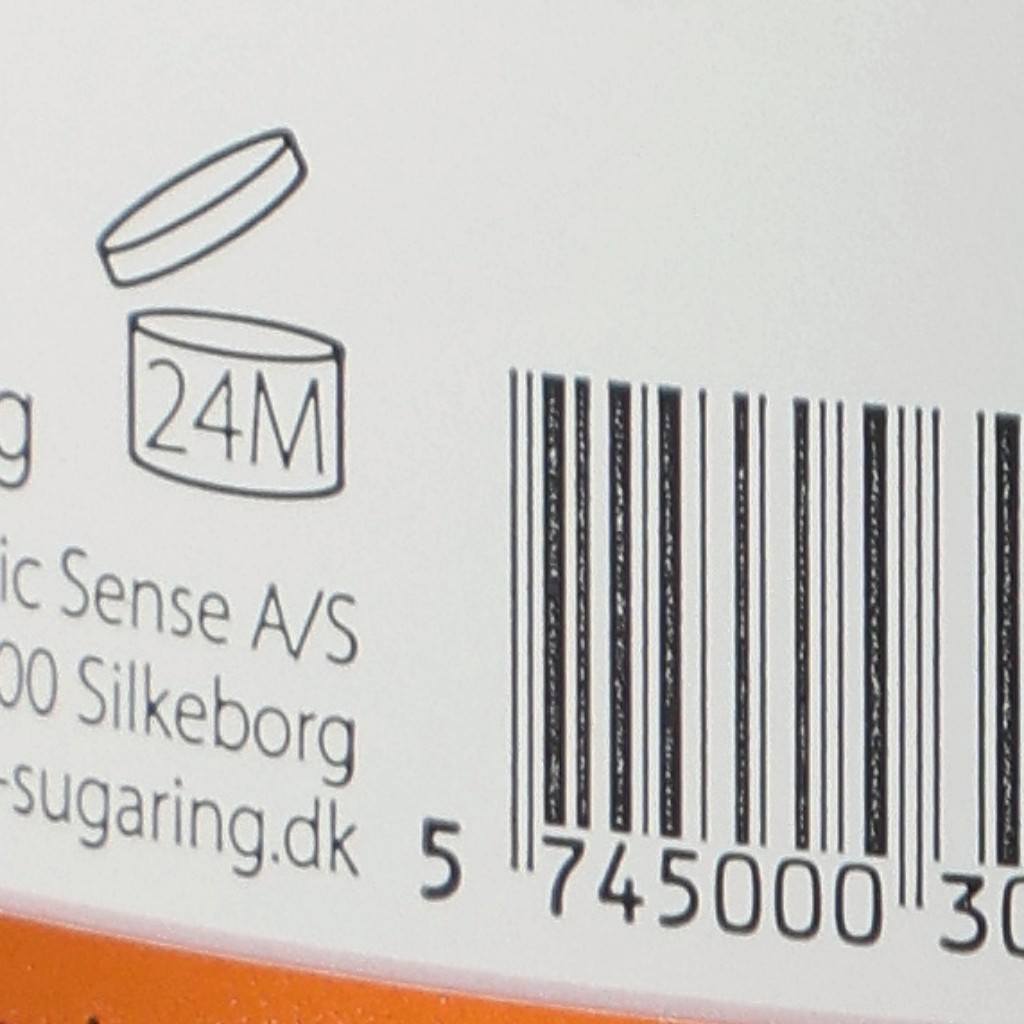 g
24M
ic Sense A/S
00 Silkeborg
-sugaring.dk
5 745000 30